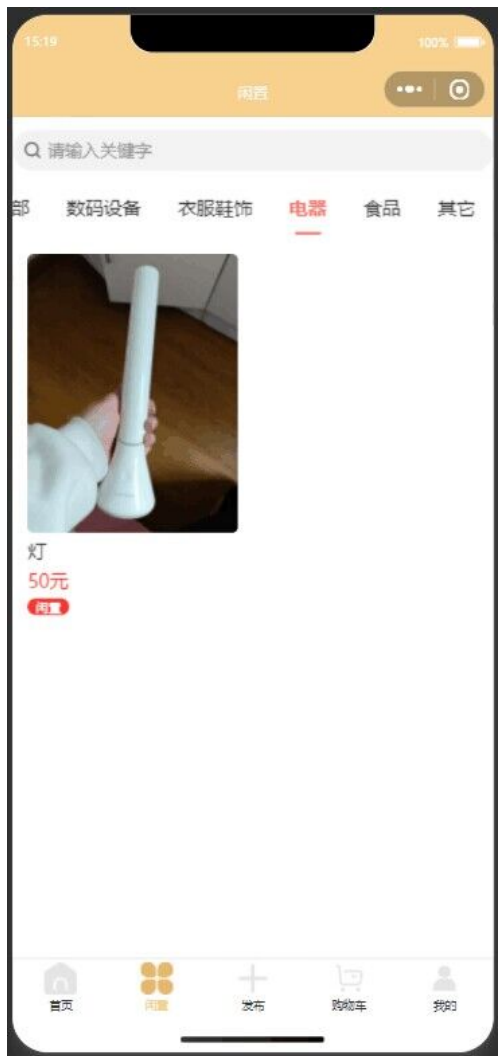 15:19
100%
闲置
请输入关键字
部 数码设备 衣服鞋饰 电器 食品 其它
灯
50元
闲置
首页 闲置 发布 购物车 我的